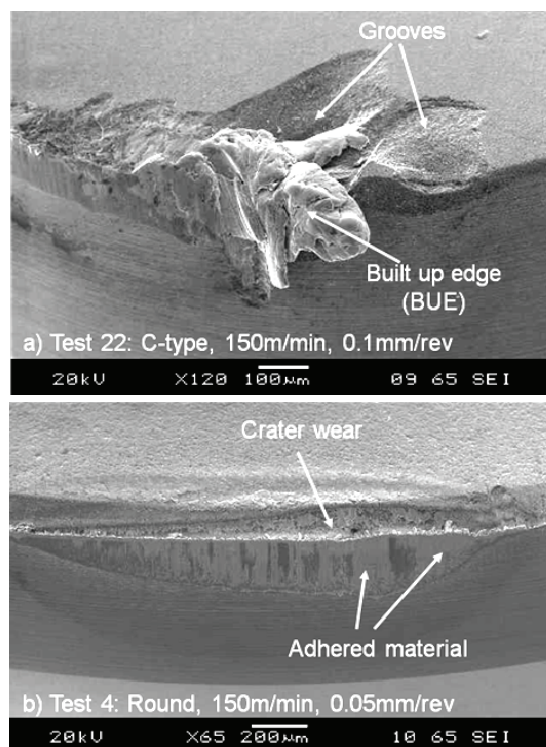 Grooves
Built up edge
(BUE)
a) Test 22: C-type, 150m/min, 0.1mm/rev
20kV X120 100μm 09 65 SEI
Crater wear
Adhered material
b) Test 4: Round, 150m/min, 0.05mm/rev
20kV X65 200μm 10 65 SEI